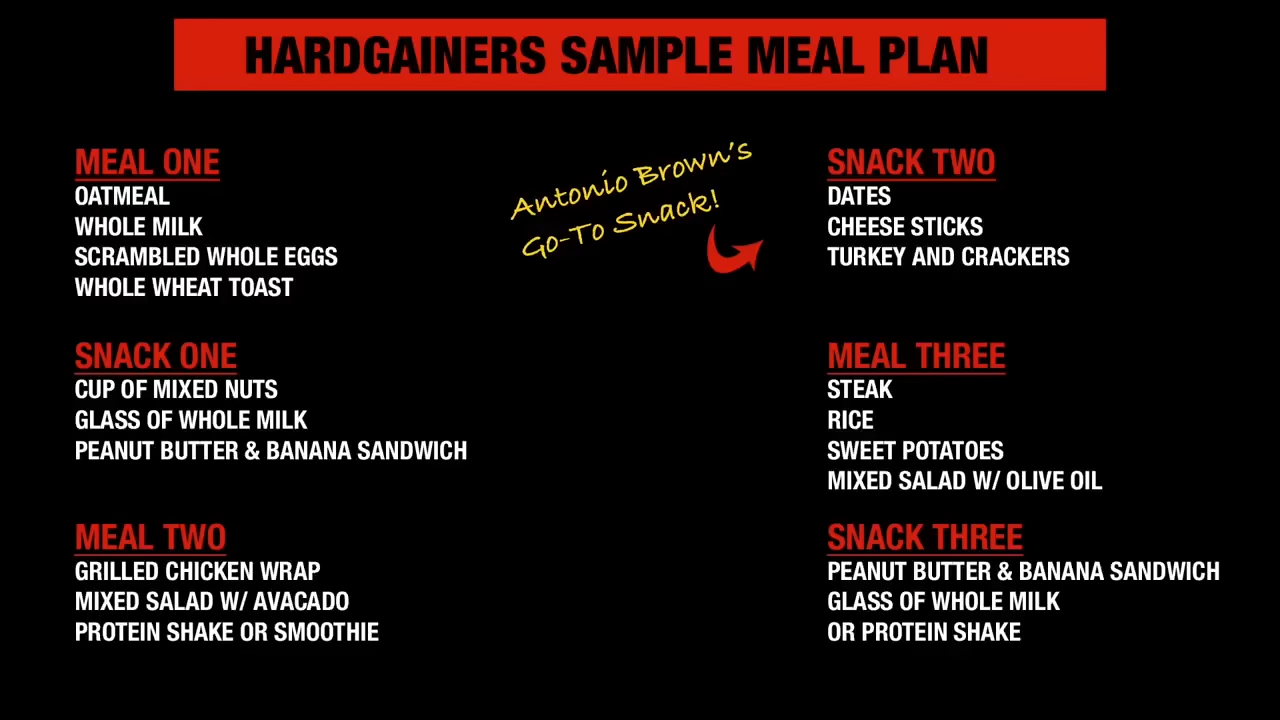 HARDGAINERS SAMPLE MEAL PLAN
MEAL ONE
OATMEAL
WHOLE MILK
SCRAMBLED WHOLE EGGS
WHOLE WHEAT TOAST
SNACK ONE
CUP OF MIXED NUTS
GLASS OF WHOLE MILK
PEANUT BUTTER & BANANA SANDWICH
MEAL TWO
GRILLED CHICKEN WRAP
MIXED SALAD W/ AVACADO
PROTEIN SHAKE OR SMOOTHIE
Antonio Brown's
Go-To Snack!
SNACK TWO
DATES
CHEESE STICKS
TURKEY AND CRACKERS
MEAL THREE
STEAK
RICE
SWEET POTATOES
MIXED SALAD W/ OLIVE OIL
SNACK THREE
PEANUT BUTTER & BANANA SANDWICH
GLASS OF WHOLE MILK
OR PROTEIN SHAKE